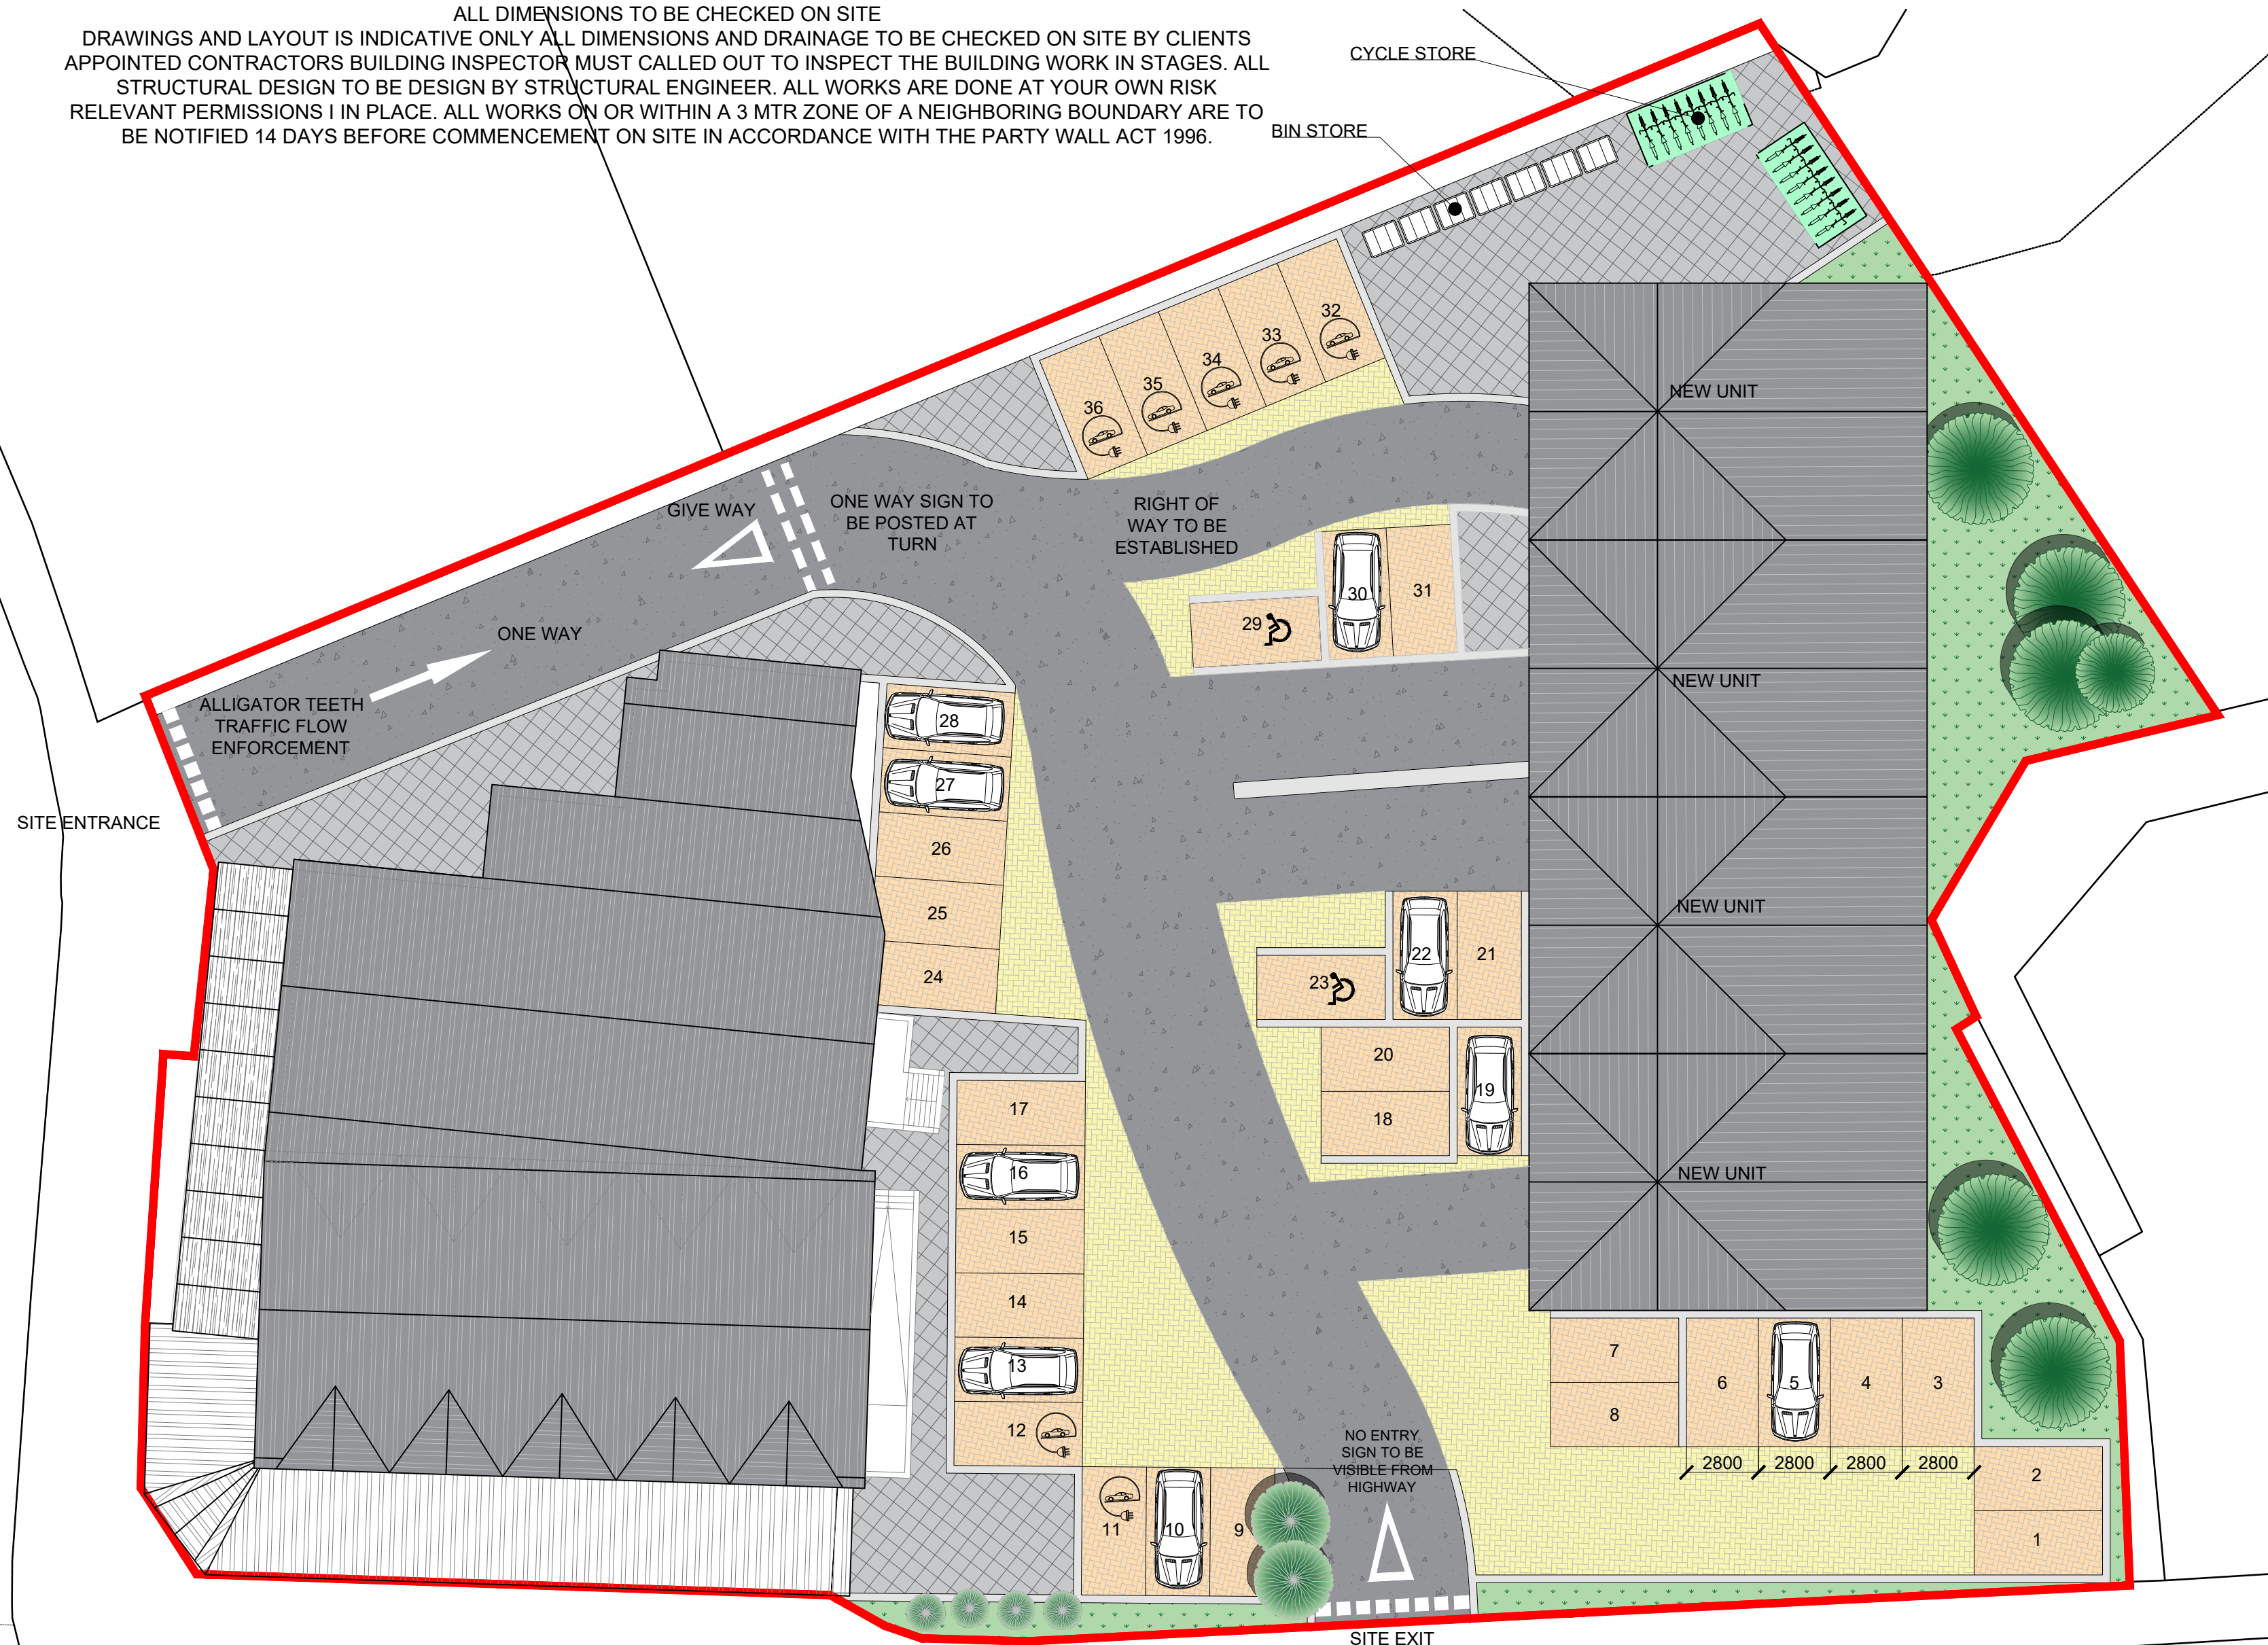 ALL DIMENSIONS TO BE CHECKED ON SITE
DRAWINGS AND LAYOUT IS INDICATIVE ONLY ALL DIMENSIONS AND DRAINAGE TO BE CHECKED ON SITE BY CLIENTS
APPOINTED CONTRACTORS BUILDING INSPECTOR MUST CALLED OUT TO INSPECT THE BUILDING WORK IN STAGES. ALL
STRUCTURAL DESIGN TO BE DESIGN BY STRUCTURAL ENGINEER. ALL WORKS ARE DONE AT YOUR OWN RISK
RELEVANT PERMISSIONS I IN PLACE. ALL WORKS ON OR WITHIN A 3 MTR ZONE OF A NEIGHBORING BOUNDARY ARE TO
BE NOTIFIED 14 DAYS BEFORE COMMENCEMENT ON SITE IN ACCORDANCE WITH THE PARTY WALL ACT 1996.
CYCLE STORE
BIN STORE
32
33
34
35
36
NEW UNIT
GIVE WAY
ONE WAY SIGN TO
BE POSTED AT
TURN
RIGHT OF
WAY TO BE
ESTABLISHED
30
31
29
ONE WAY
NEW UNIT
ALLIGATOR TEETH
TRAFFIC FLOW
ENFORCEMENT
28
27
SITE ENTRANCE
26
25
24
NEW UNIT
22
21
23
20
19
18
17
16
15
14
13
12
NEW UNIT
7
8
6
5
4
3
2800
2800
2800
2800
2
1
NO ENTRY
SIGN TO BE
VISIBLE FROM
HIGHWAY
11
10
9
SITE EXIT